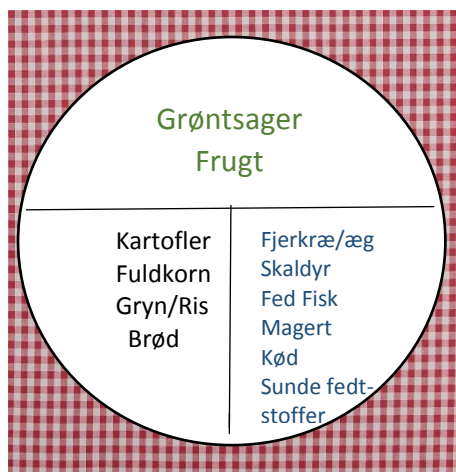 Grøntsager
Frugt
Kartofler
Fuldkorn
Gryn/Ris
Brød
Fjerkræ/æg
Skaldyr
Fed Fisk
Magert
Kød
Sunde fedt-
stoffer